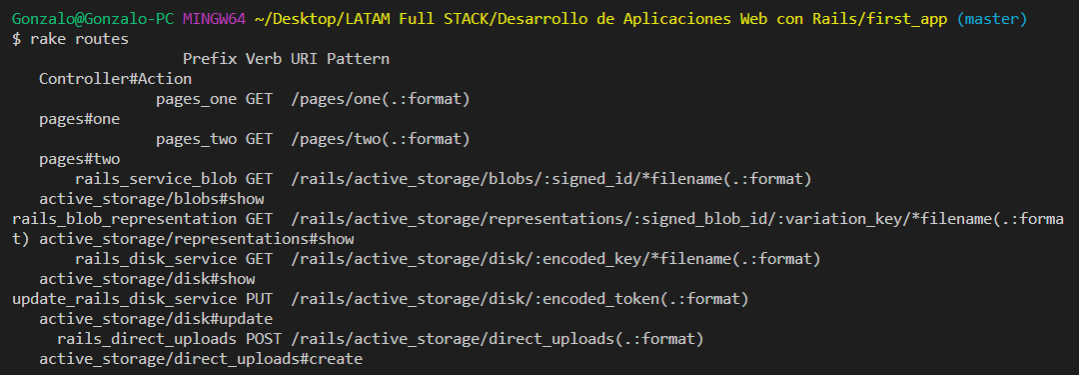 Gonzalo@Gonzalo-PC MINGW64 ~/Desktop/LATAM Full STACK/Desarrollo de Aplicaciones Web con Rails/first_app (master)
$ rake routes
                   Prefix Verb URI Pattern
   Controller#Action
                pages_one GET  /pages/one(.:format)
   pages#one
                pages_two GET  /pages/two(.:format)
   pages#two
       rails_service_blob GET  /rails/active_storage/blobs/:signed_id/*filename(.:format)
   active_storage/blobs#show
rails_blob_representation GET  /rails/active_storage/representations/:signed_blob_id/:variation_key/*filename(.:forma
t) active_storage/representations#show
       rails_disk_service GET  /rails/active_storage/disk/:encoded_key/*filename(.:format)
   active_storage/disk#show
update_rails_disk_service PUT  /rails/active_storage/disk/:encoded_token(.:format)
   active_storage/disk#update
     rails_direct_uploads POST /rails/active_storage/direct_uploads(.:format)
   active_storage/direct_uploads#create